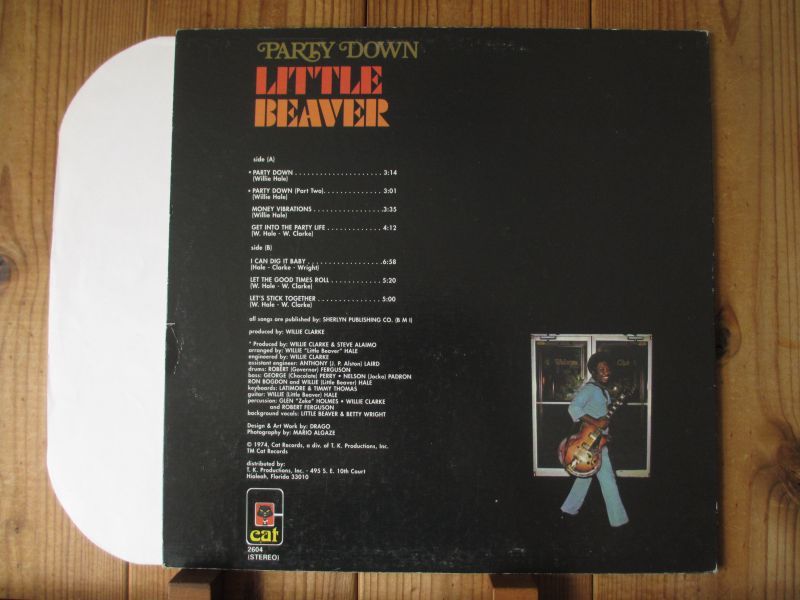 PARTY DOWN
LITTLE
BEAVER
side (A)
* PARTY DOWN . . . . . . . . . . . . . . . . . . . . . 3:14
(Willie Hale)
* PARTY DOWN (Part Two). . . . . . . . . . . . . . 3:01
(Willie Hale)
MONEY VIBRATIONS . . . . . . . . . . . . . . . . .3:35
(Willie Hale)
GET INTO THE PARTY LIFE . . . . . . . . . . . . . 4:12
(W. Hale - W. Clarke)
side (B)
I CAN DIG IT BABY . . . . . . . . . . . . . . . . . .6:58
(Hale - Clarke - Wright)
LET THE GOOD TIMES ROLL . . . . . . . . . . . . 5:20
(W. Hale - W. Clarke)
LET'S STICK TOGETHER . . . . . . . . . . . . . . . 5:00
(W. Hale - W. Clarke)
all songs are published by: SHERLYN PUBLISHING CO. (B M I)
produced by: WILLIE CLARKE
* Produced by: WILLIE CLARKE & STEVE ALAIMO
arranged by: WILLIE "Little Beaver" HALE
engineered by: WILLIE CLARKE
assistant engineer: ANTHONY (J. P. Alston) LAIRD
drums: ROBERT (Governor) FERGUSON
bass: GEORGE (Chocolate) PERRY • NELSON (Jocko) PADRON
RON BOGDON and WILLIE (Little Beaver) HALE
keyboards: LATIMORE & TIMMY THOMAS
guitar: WILLIE (Little Beaver) HALE
percussion: GLEN "Zeke" HOLMES • WILLIE CLARKE
and ROBERT FERGUSON
background vocals: LITTLE BEAVER & BETTY WRIGHT
Design & Art Work by: DRAGO
Photography by: MARIO ALGAZE
© 1974, Cat Records, a div. of T. K. Productions, Inc.
TM Cat Records
distributed by:
T. K. Productions, Inc - 495 S. E. 10th Court
Hialeah, Florida 33010
cat
2604
(STEREO)